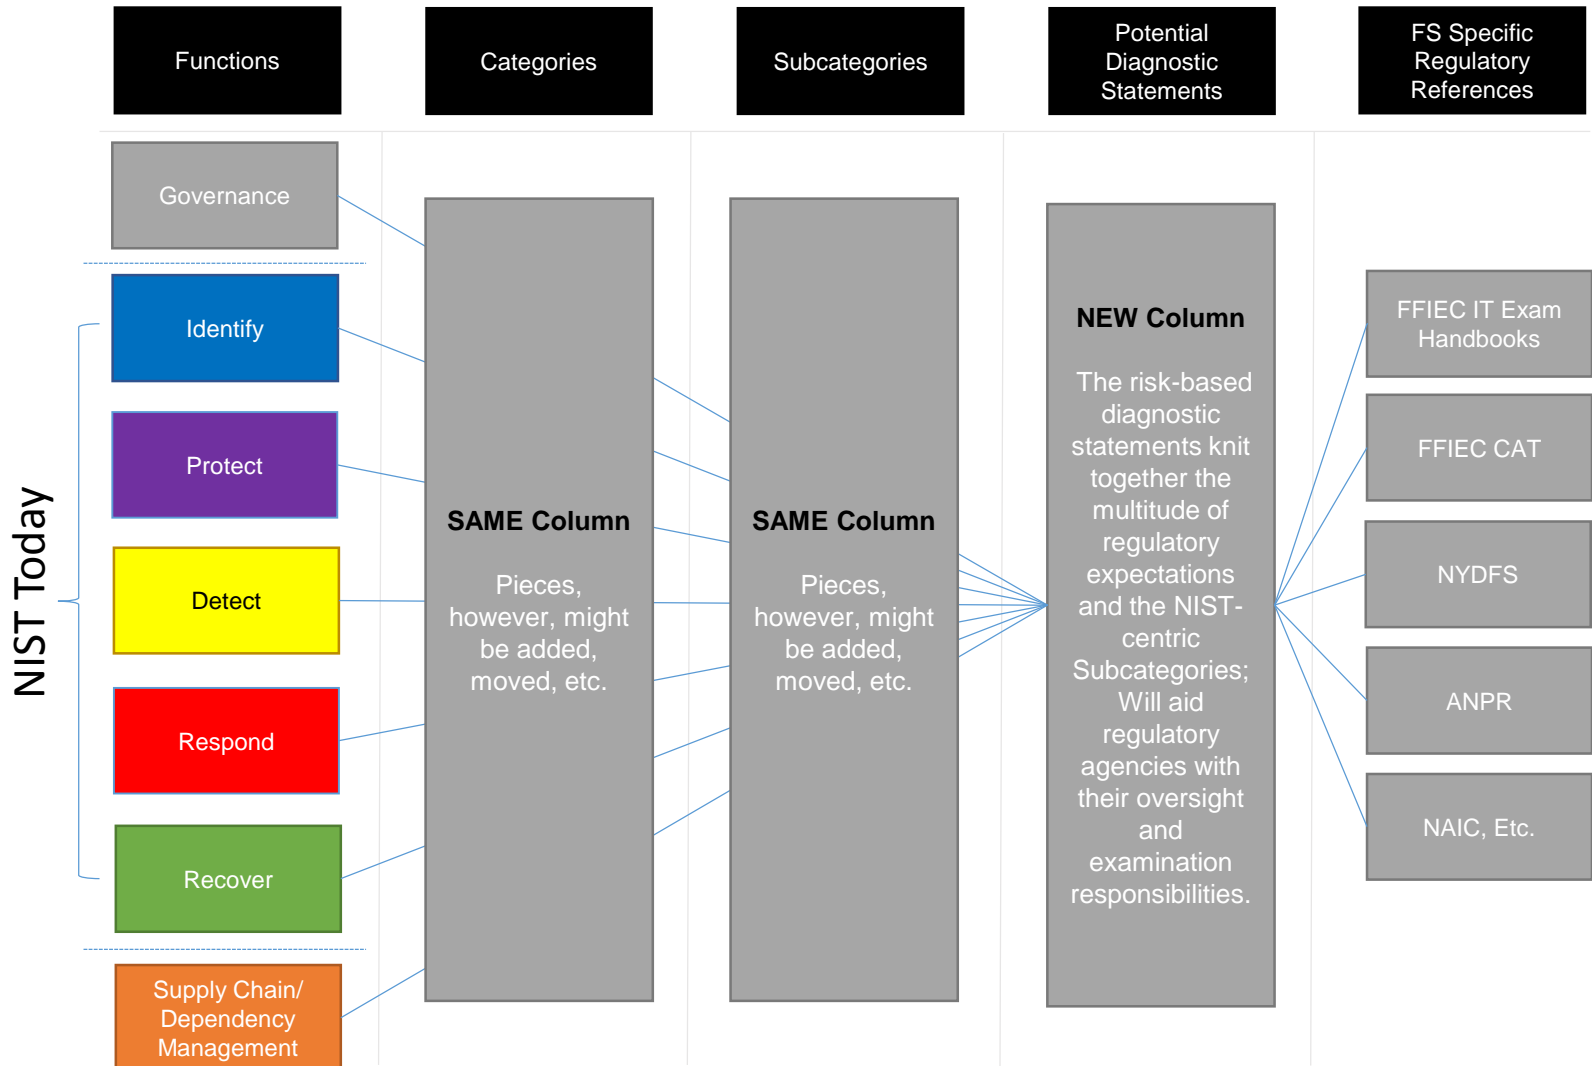 Functions
Categories
Subcategories
Potential
Diagnostic
Statements
FS Specific
Regulatory
References
NIST Today
Governance
Identify
Protect
Detect
Respond
Recover
Supply Chain/
Dependency
Management
SAME Column
Pieces,
however, might
be added,
moved, etc.
SAME Column
Pieces,
however, might
be added,
moved, etc.
NEW Column
The risk-based
diagnostic
statements knit
together the
multitude of
regulatory
expectations
and the NIST-
centric
Subcategories;
Will aid
regulatory
agencies with
their oversight
and
examination
responsibilities.
FFIEC IT Exam
Handbooks
FFIEC CAT
NYDFS
ANPR
NAIC, Etc.